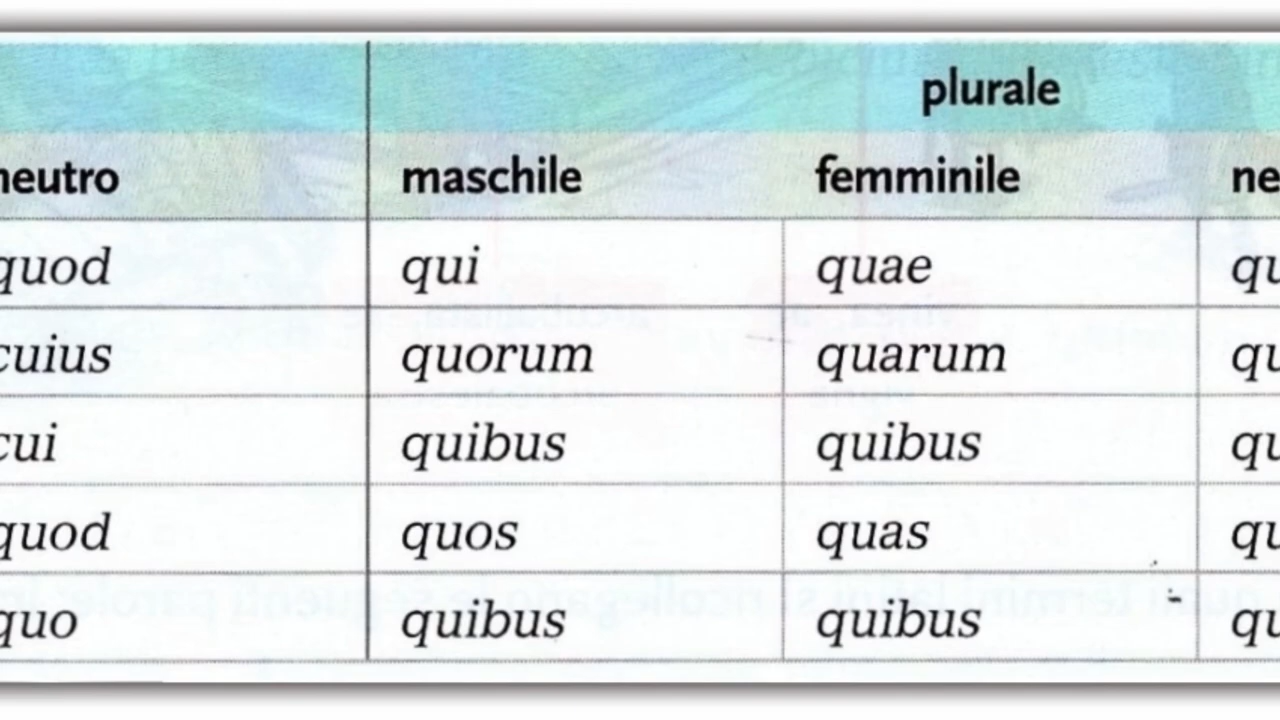 plurale
neutro maschile femminile ne
quod qui quae qu
cuius quorum quarum qu
cui quibus quibus qu
quod quos quas qu
quo quibus quibus qu